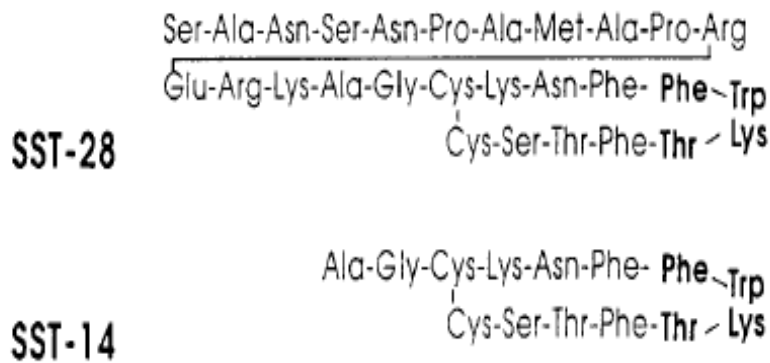 Ser-Ala-Asn-Ser-Asn-Pro-Ala-Met-Ala-Pro-Arg
Glu-Arg-Lys-Ala-Gly-Cys-Lys-Asn-Phe- Phe Trp
SST-28
Cys-Ser-Thr-Phe-Thr Lys
Ala-Gly-Cys-Lys-Asn-Phe- Phe Trp
SST-14
Cys-Ser-Thr-Phe-Thr Lys